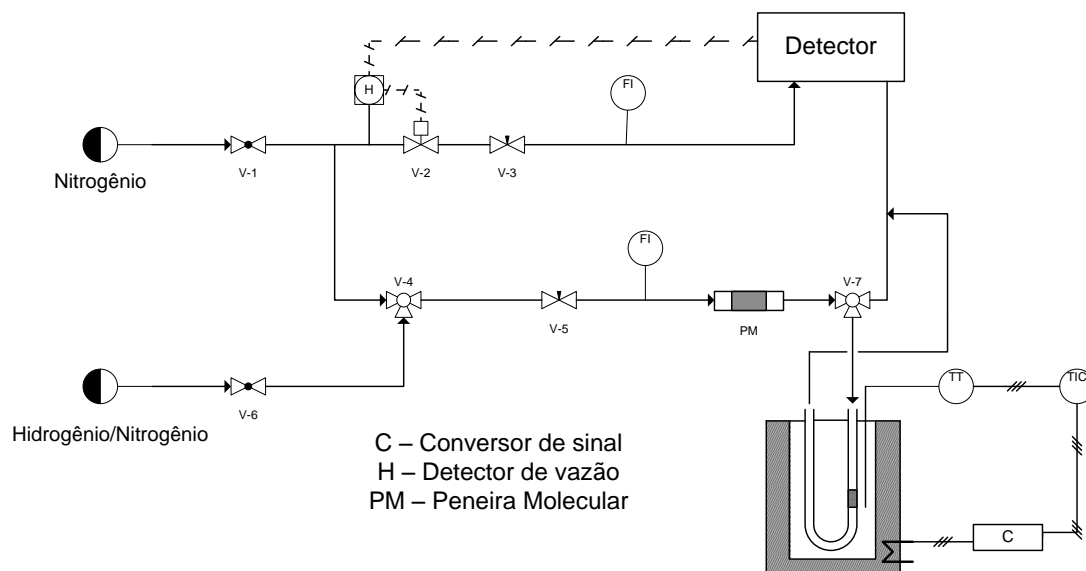 Detector
FI
H
V-1
V-2
V-3
Nitrogênio
FI
V-4
V-7
V-5
PM
TT
TIC
V-6
Hidrogênio/Nitrogênio
C – Conversor de sinal
H – Detector de vazão
PM – Peneira Molecular
C